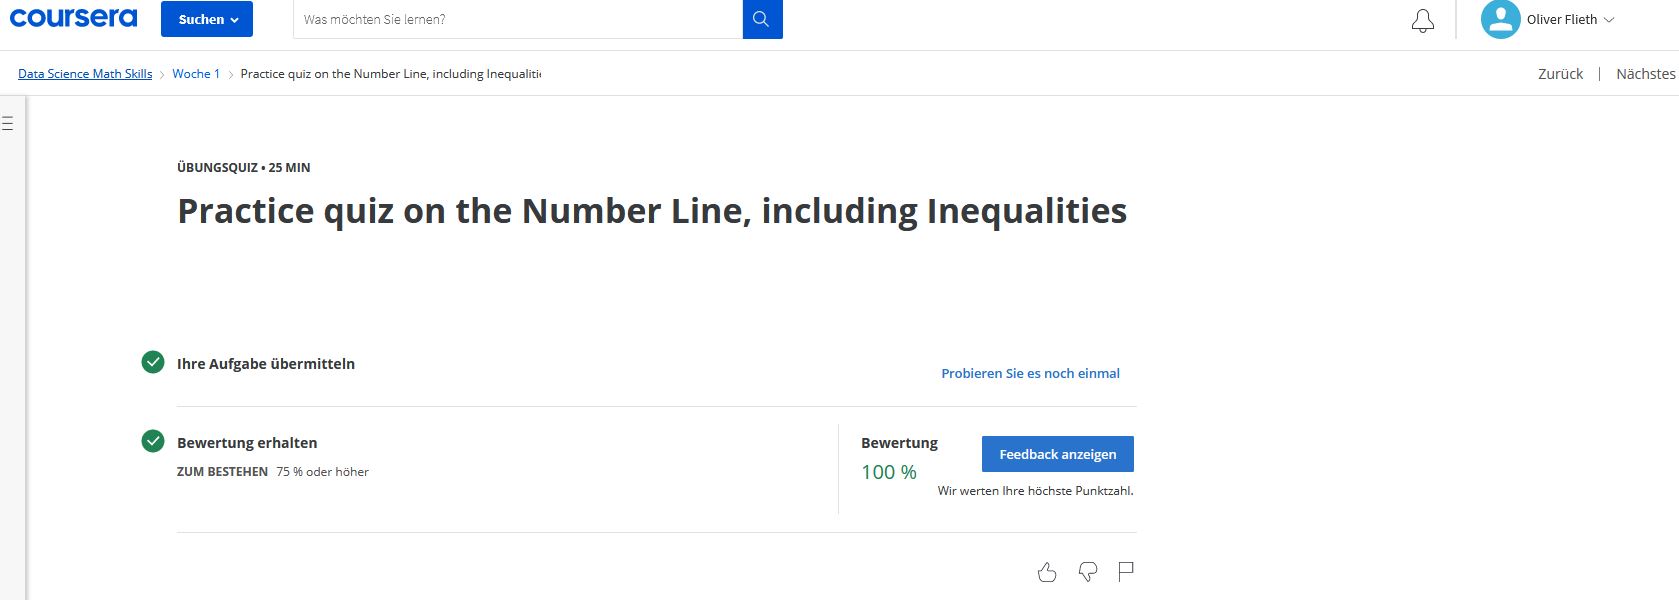 coursera
Suchen
Was möchten Sie lernen?
Oliver Flieth
Data Science Math Skills > Woche 1 > Practice quiz on the Number Line, including Inequaliti
Zurück | Nächstes
ÜBUNGSQUIZ • 25 MIN
Practice quiz on the Number Line, including Inequalities
Ihre Aufgabe übermitteln
Probieren Sie es noch einmal
Bewertung erhalten
ZUM BESTEHEN 75 % oder höher
Bewertung
100 %
Feedback anzeigen
Wir werten Ihre höchste Punktzahl.